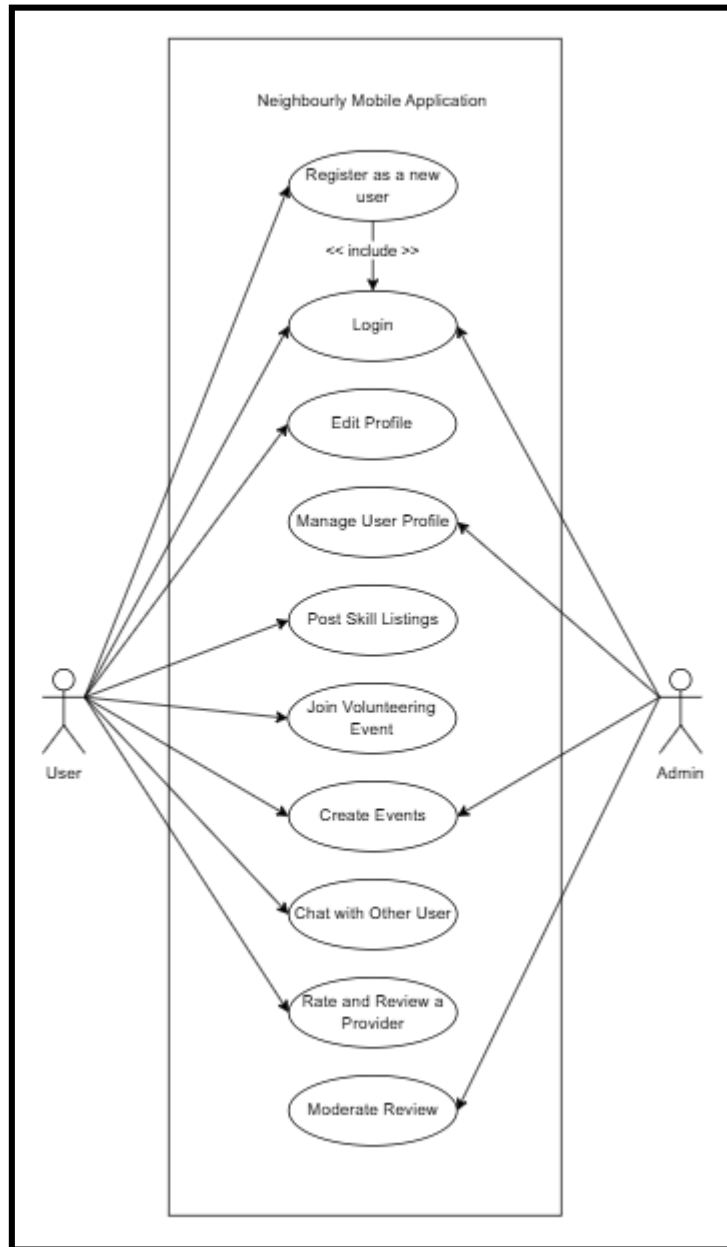 Neighbourly Mobile Application
Register as a new
user
<< include >>
Login
Edit Profile
Manage User Profile
Post Skill Listings
Join Volunteering
Event
User
Admin
Create Events
Chat with Other User
Rate and Review a
Provider
Moderate Review